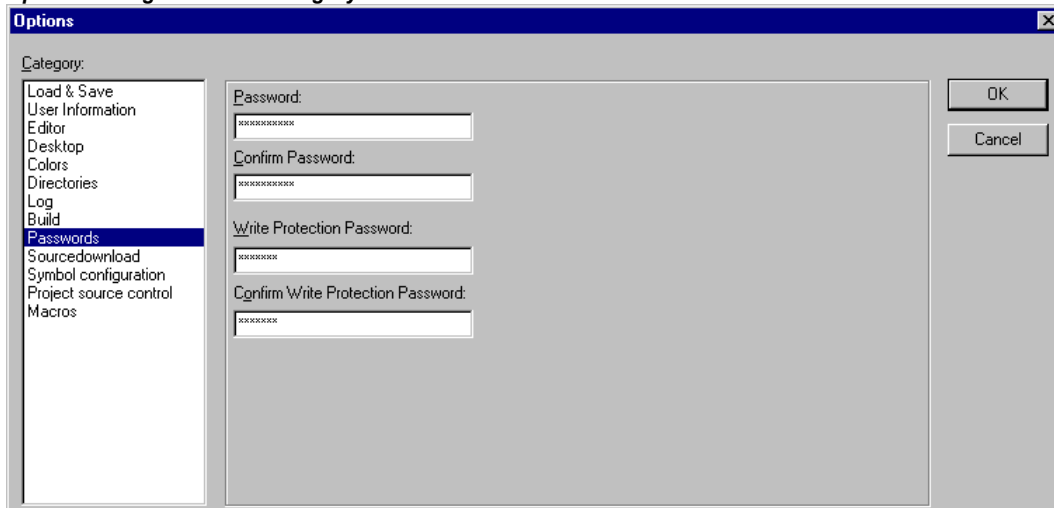 Options
Category:
Load & Save
User Information
Editor
Desktop
Colors
Directories
Log
Build
Passwords
Sourcedownload
Symbol configuration
Project source control
Macros
Password:
**********
Confirm Password:
**********
Write Protection Password:
*******
Confirm Write Protection Password:
*******
OK
Cancel